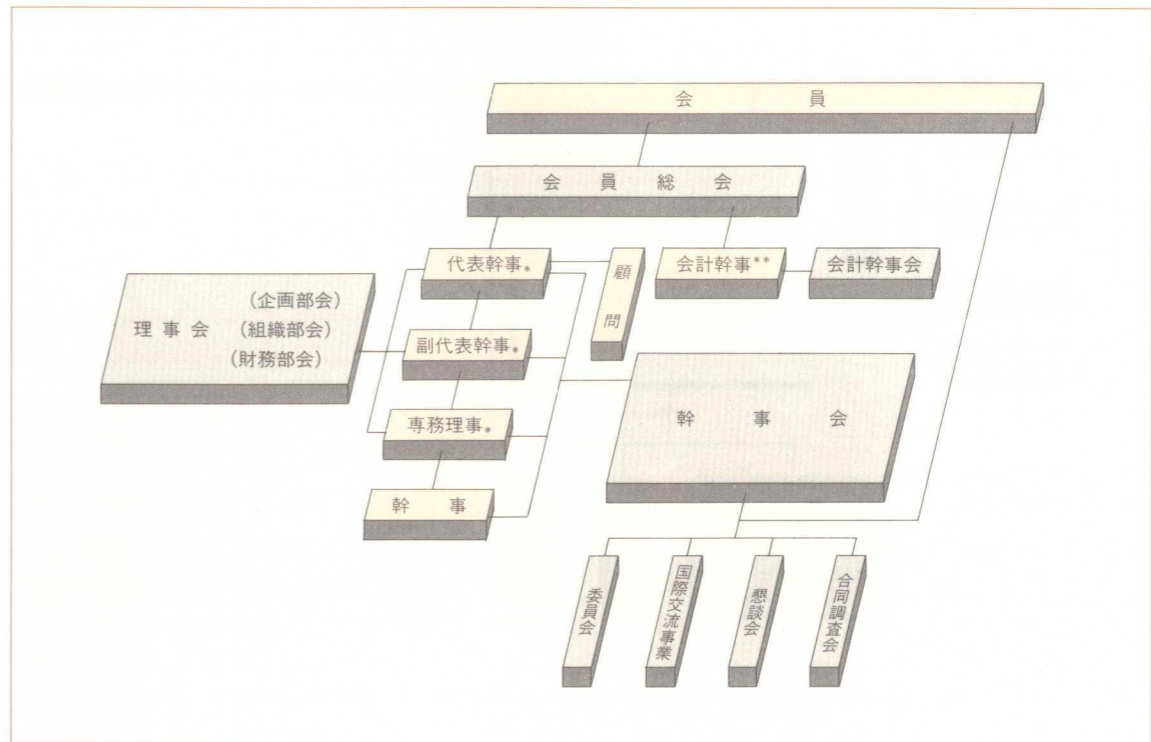 会員
会員総会
代表幹事*
顧問
会計幹事**
会計幹事会
(企画部会)
理事会 (組織部会)
(財務部会)
副代表幹事*
幹事会
専務理事*
幹事
委員会
国際交流事業
懇談会
合同調査会